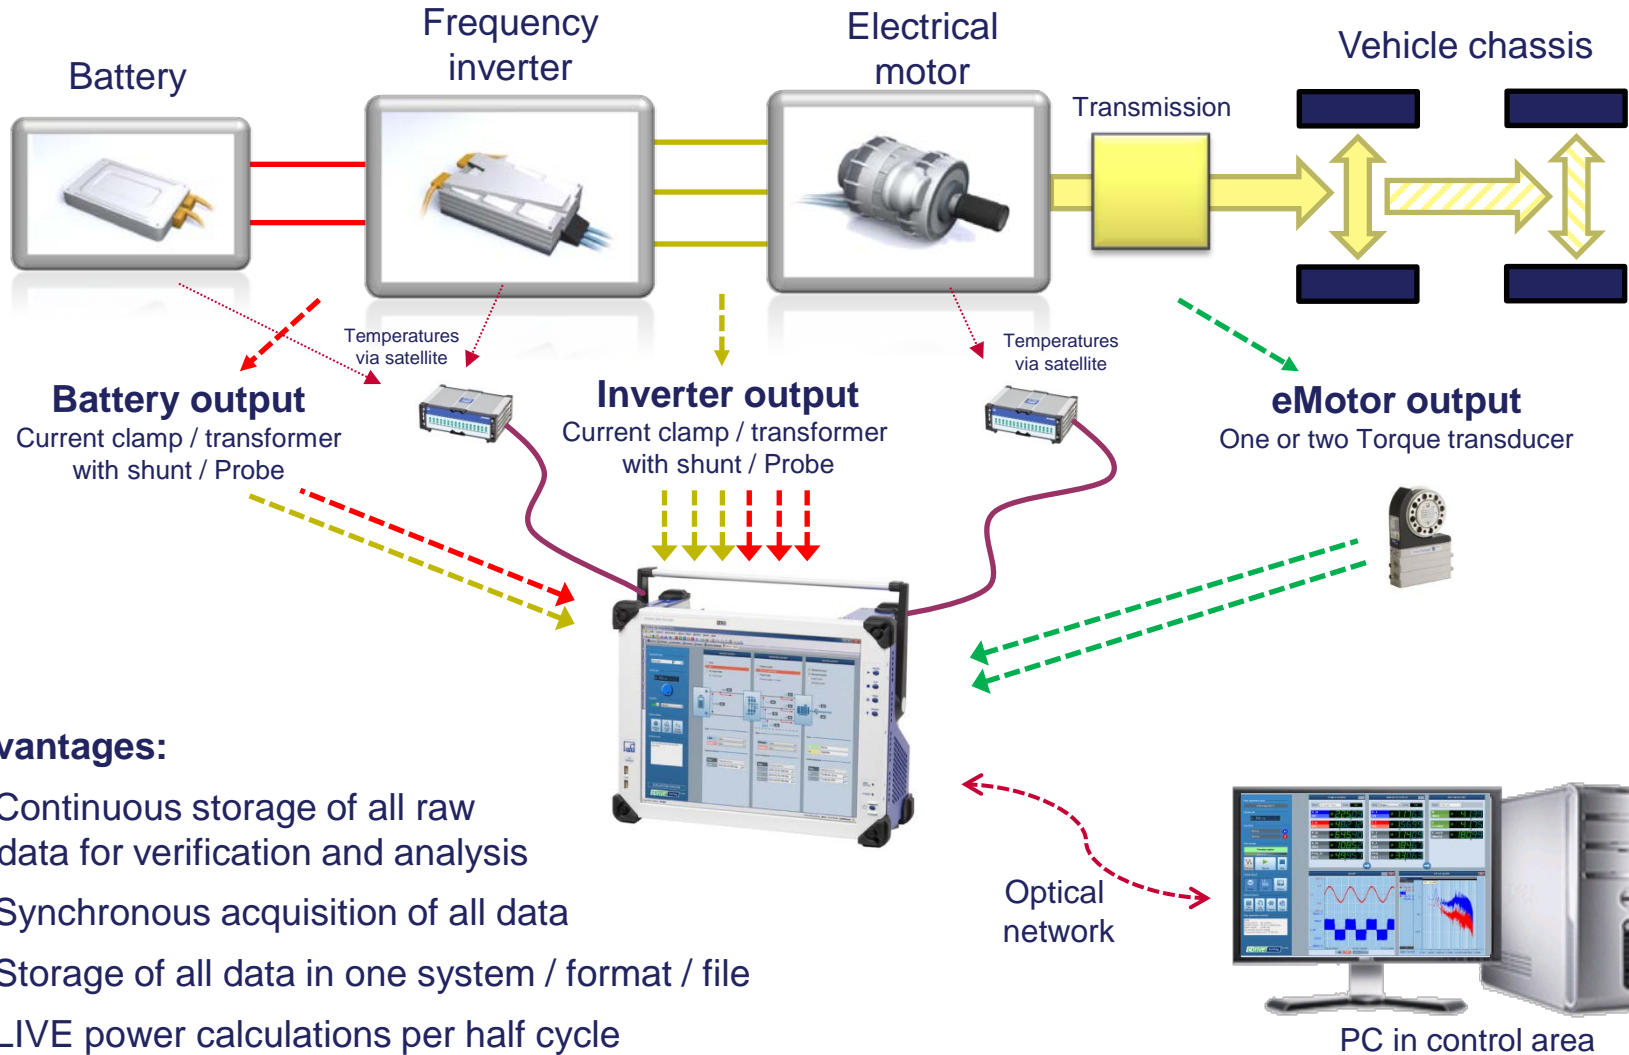 Battery
Frequency
inverter
Electrical
motor
Transmission
Vehicle chassis
Temperatures
via satellite
Temperatures
via satellite
Battery output
Current clamp / transformer
with shunt / Probe
Inverter output
Current clamp / transformer
with shunt / Probe
eMotor output
One or two Torque transducer
vantages:
Continuous storage of all raw
data for verification and analysis
Synchronous acquisition of all data
Storage of all data in one system / format / file
LIVE power calculations per half cycle
Optical
network
PC in control area